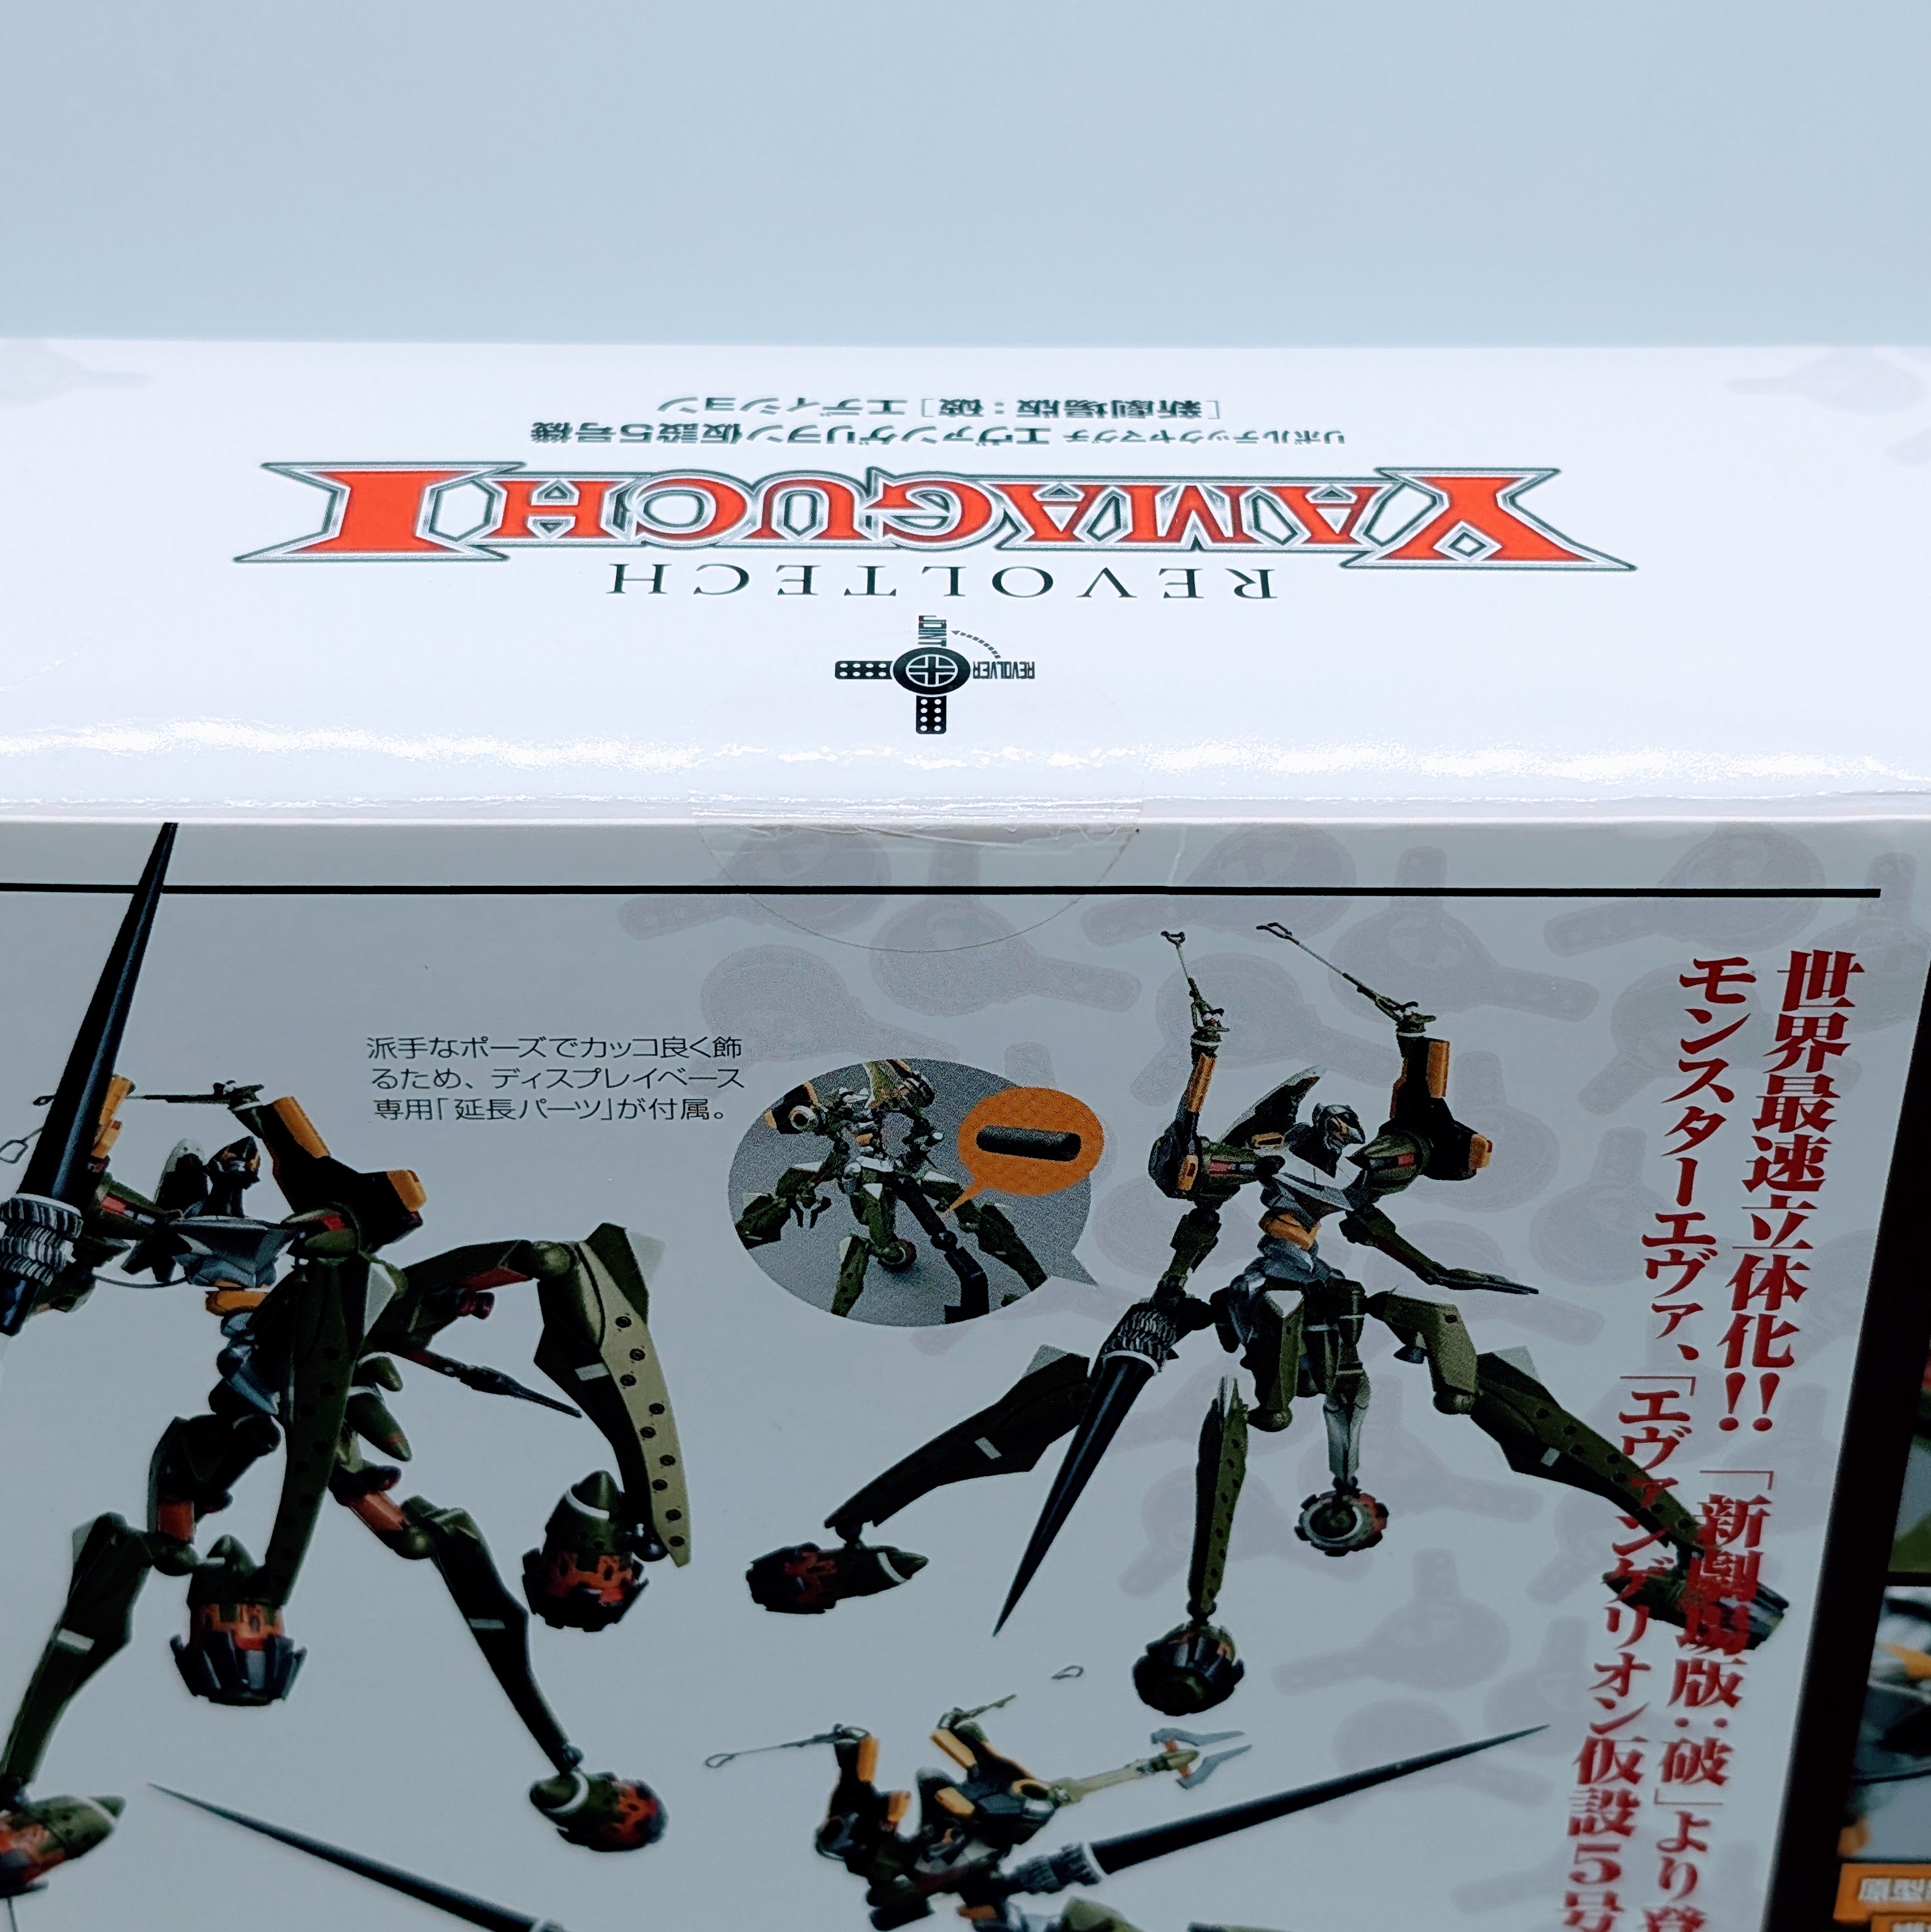 JOINT
REVOLVER
REVOLTECH
YAMAGUCHI
リボルテックヤマグチ エヴァンゲリオン仮設5号機
[新劇場版:破]エディション
世界最速立体化!!「新劇場版:破」より登
モンスターエヴァ、「エヴァンゲリオン仮設5号
派手なポーズでカッコ良く飾
るため、ディスプレイベース
専用「延長パーツ」が付属。